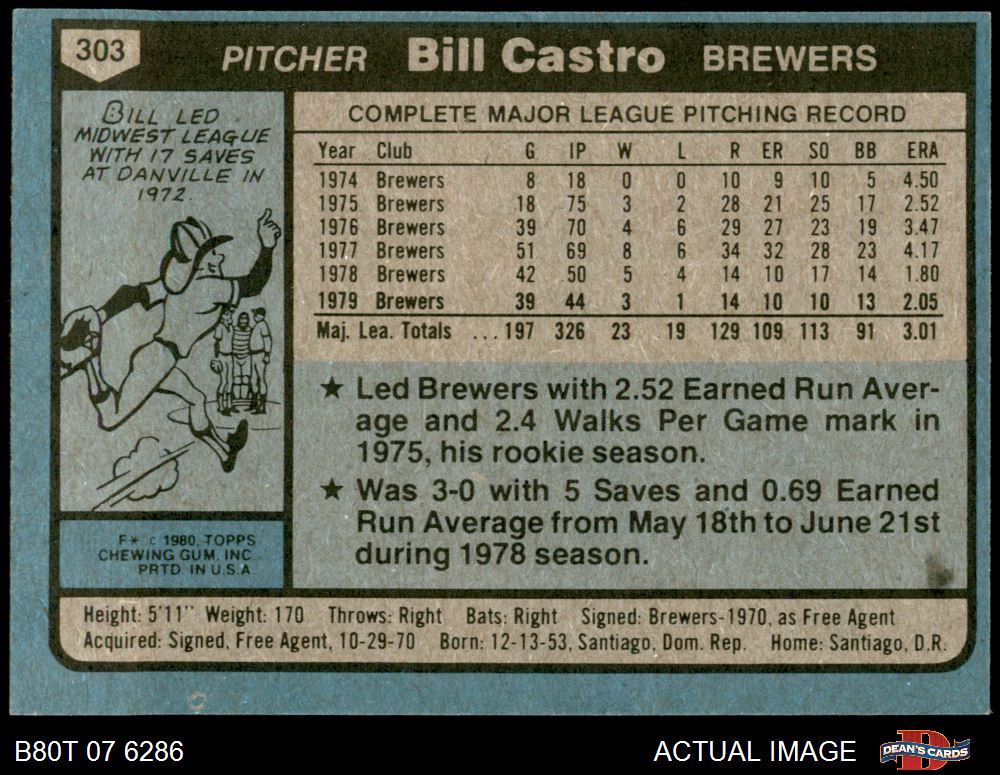 303
PITCHER Bill Castro BREWERS
BILL LED
MIDWEST LEAGUE
WITH 17 SAVES
AT DANVILLE IN
1972.
F* © 1980, TOPPS
CHEWING GUM, INC.
PRTD. IN U.S.A.
COMPLETE MAJOR LEAGUE PITCHING RECORD
Year Club G IP W L R ER SO BB ERA
1974 Brewers 8 18 0 0 10 9 10 5 4.50
1975 Brewers 18 75 3 2 28 21 25 17 2.52
1976 Brewers 39 70 4 6 29 27 23 19 3.47
1977 Brewers 51 69 8 6 34 32 28 23 4.17
1978 Brewers 42 50 5 4 14 10 17 14 1.80
1979 Brewers 39 44 3 1 14 10 10 13 2.05
Maj. Lea. Totals ... 197 326 23 19 129 109 113 91 3.01
★ Led Brewers with 2.52 Earned Run Aver-
age and 2.4 Walks Per Game mark in
1975, his rookie season.
★ Was 3-0 with 5 Saves and 0.69 Earned
Run Average from May 18th to June 21st
during 1978 season.
Height: 5'11" Weight: 170 Throws: Right Bats: Right Signed: Brewers-1970, as Free Agent
Acquired: Signed, Free Agent, 10-29-70 Born: 12-13-53, Santiago, Dom. Rep. Home: Santiago, D.R.
B80T 07 6286 ACTUAL IMAGE DEAN'S CARDS